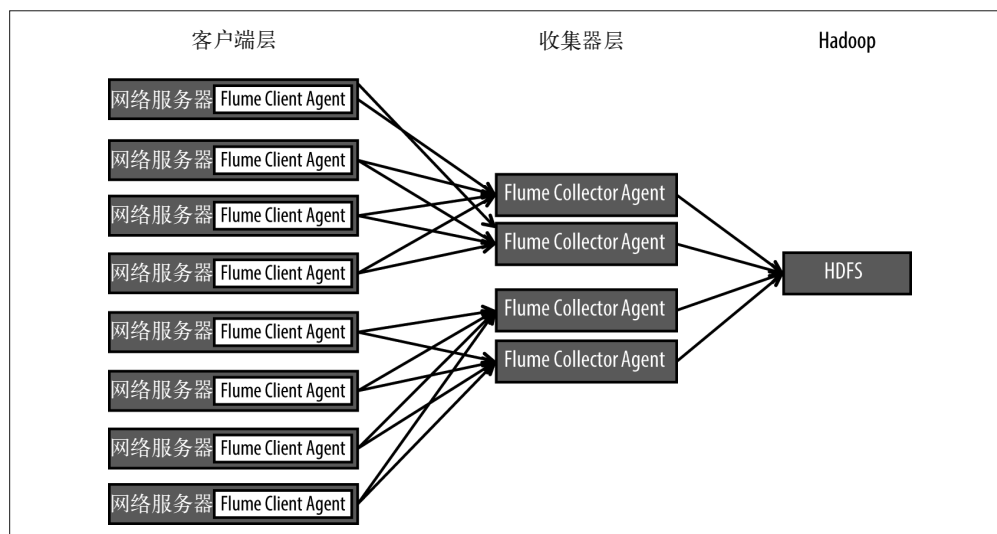 客户端层 收集器层 Hadoop
网络服务器 Flume Client Agent
网络服务器 Flume Client Agent
网络服务器 Flume Client Agent
网络服务器 Flume Client Agent
网络服务器 Flume Client Agent
网络服务器 Flume Client Agent
网络服务器 Flume Client Agent
网络服务器 Flume Client Agent
Flume Collector Agent
Flume Collector Agent
Flume Collector Agent
Flume Collector Agent
HDFS